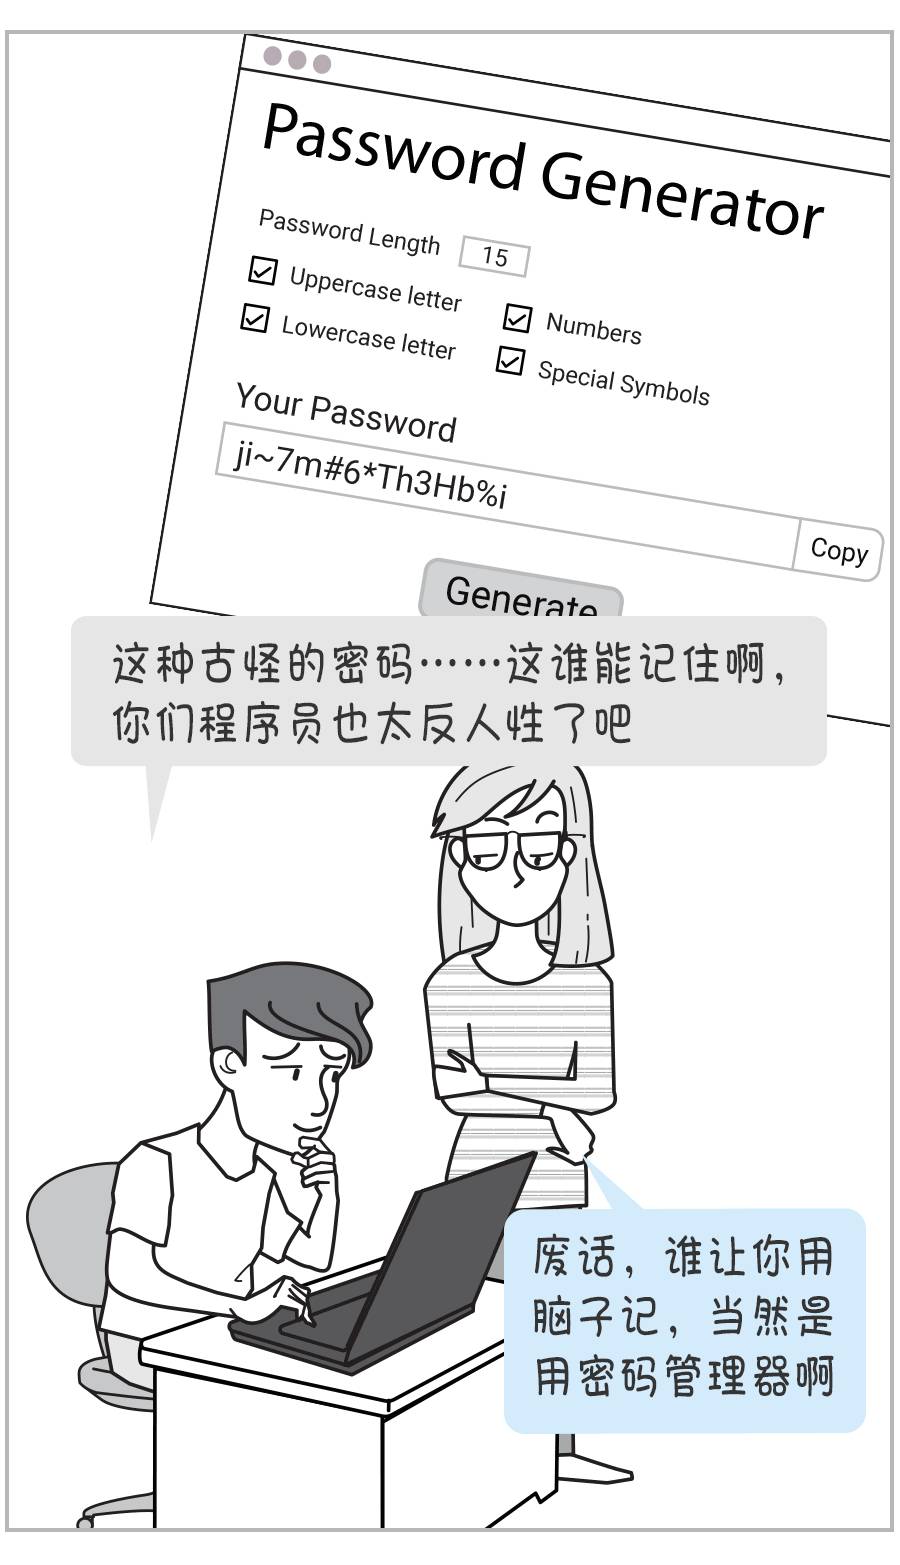 Password Generator
Password Length 15
Uppercase letter Numbers
Lowercase letter Special Symbols
Your Password
ji~7m#6*Th3Hb%i
Copy
Generate
这种古怪的密码……这谁能记住啊，
你们程序员也太反人性了吧
废话，谁让你用
脑子记，当然是
用密码管理器啊